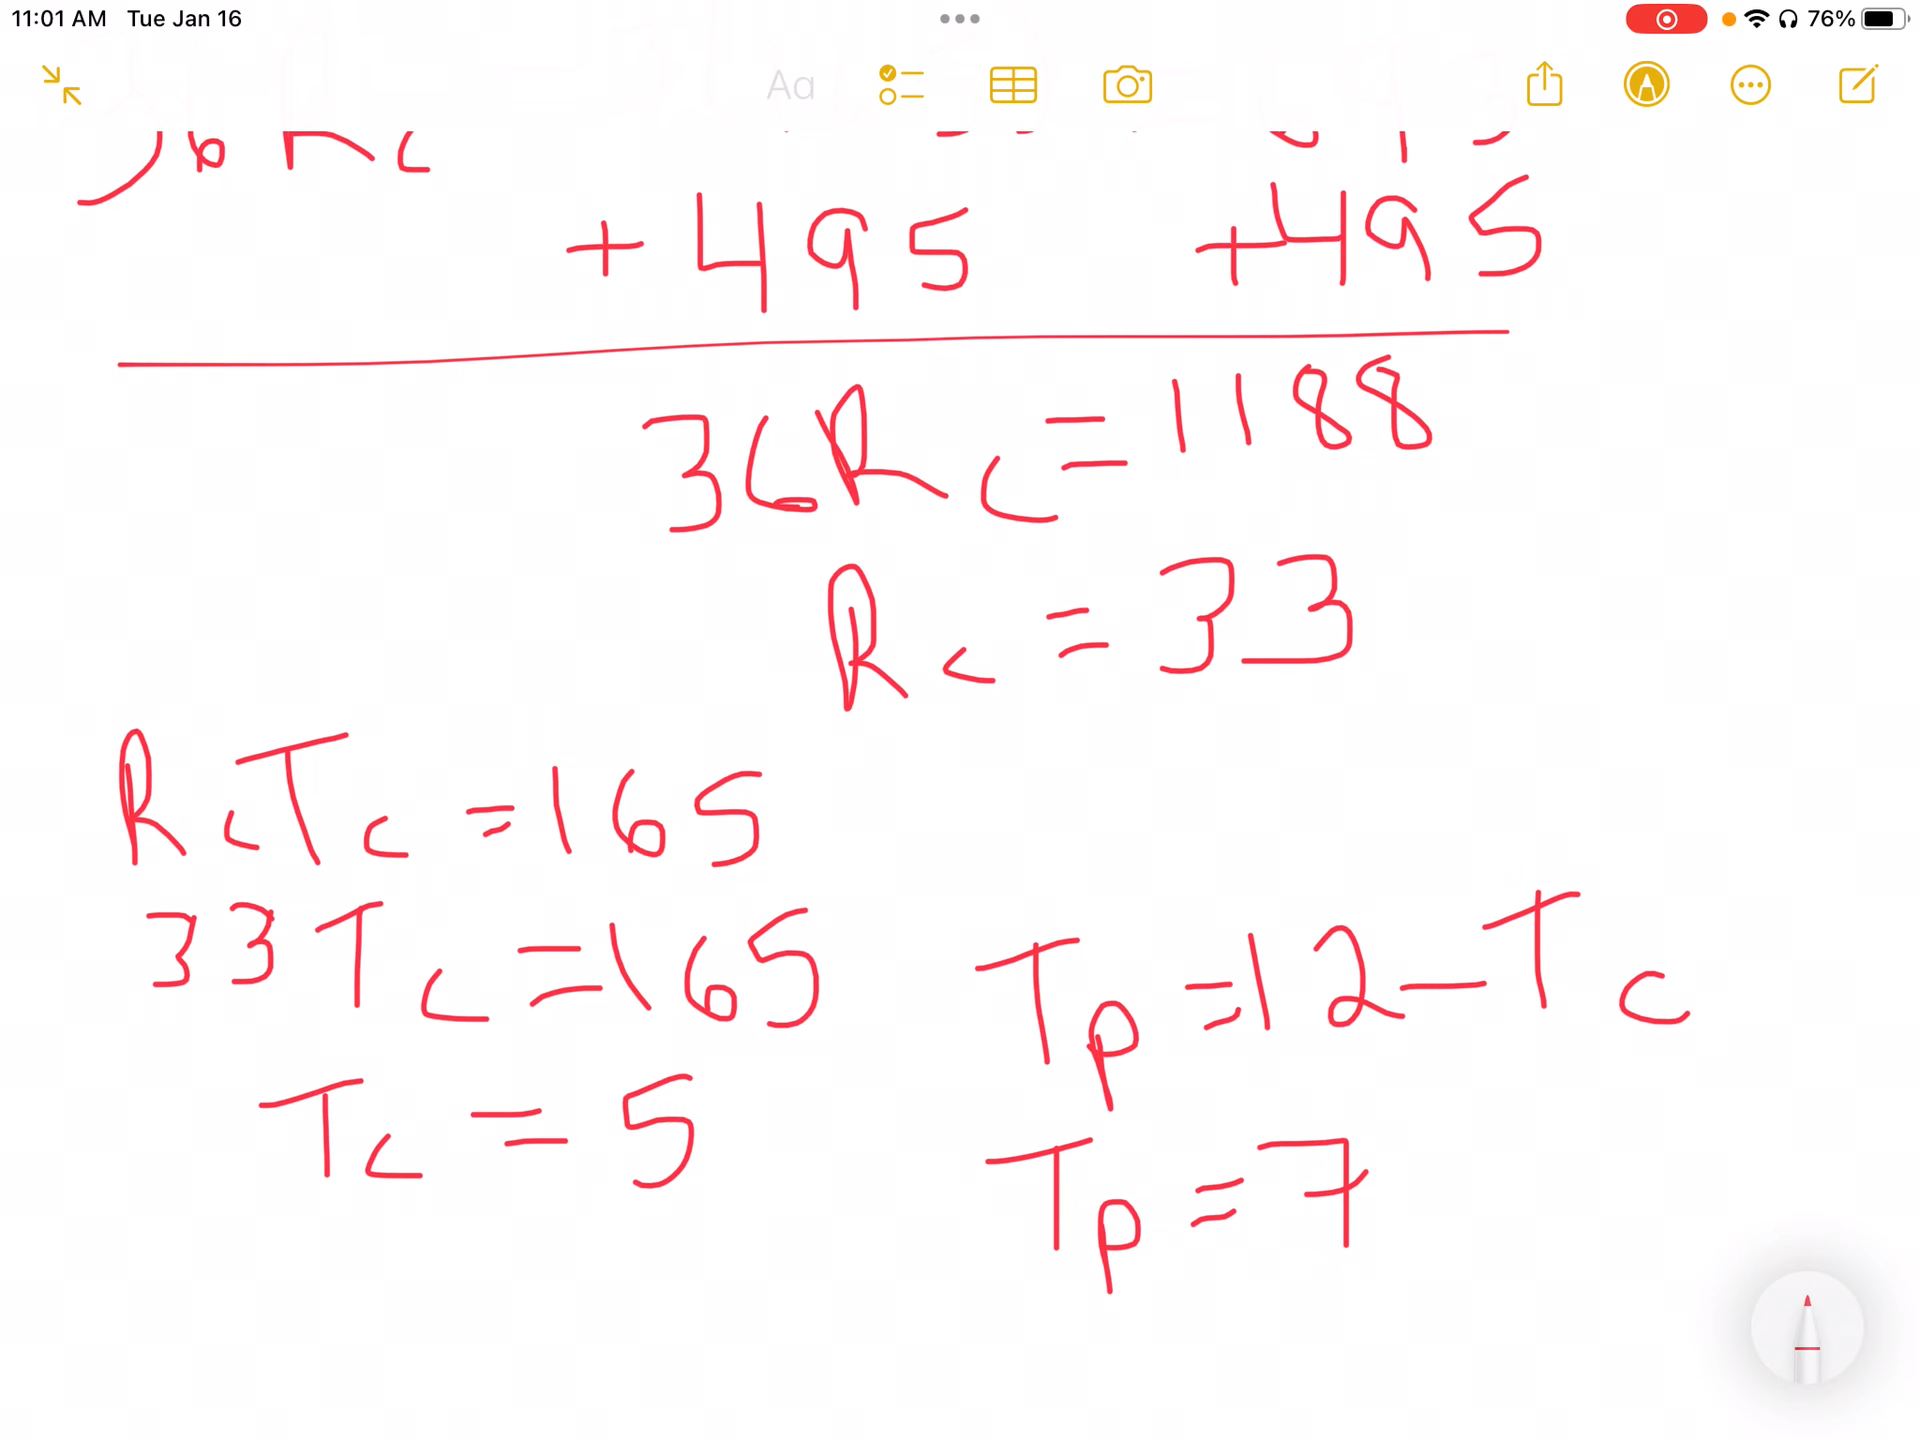 11:01 AM Tue Jan 16
76%
Aa
+ 495 +495
36Rc = 1188
Rc = 33
RcTc = 165
33Tc = 165
Tp = 12 - Tc
Tc = 5
Tp = 7